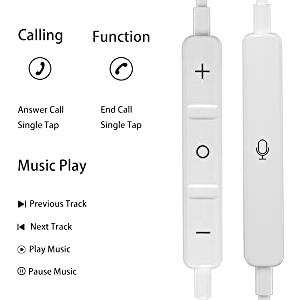 Calling
Function
Answer Call
Single Tap
End Call
Single Tap
Music Play
Previous Track
Next Track
Play Music
Pause Music